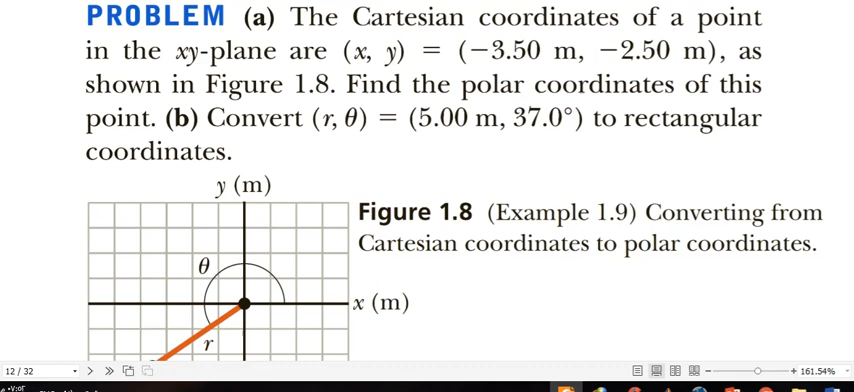 PROBLEM (a) The Cartesian coordinates of a point
in the xy-plane are (x, y) = (−3.50 m, −2.50 m), as
shown in Figure 1.8. Find the polar coordinates of this
point. (b) Convert (r, θ) = (5.00 m, 37.0°) to rectangular
coordinates.
y (m)
Figure 1.8 (Example 1.9) Converting from
Cartesian coordinates to polar coordinates.
θ
x (m)
r
12 / 32
161.54%